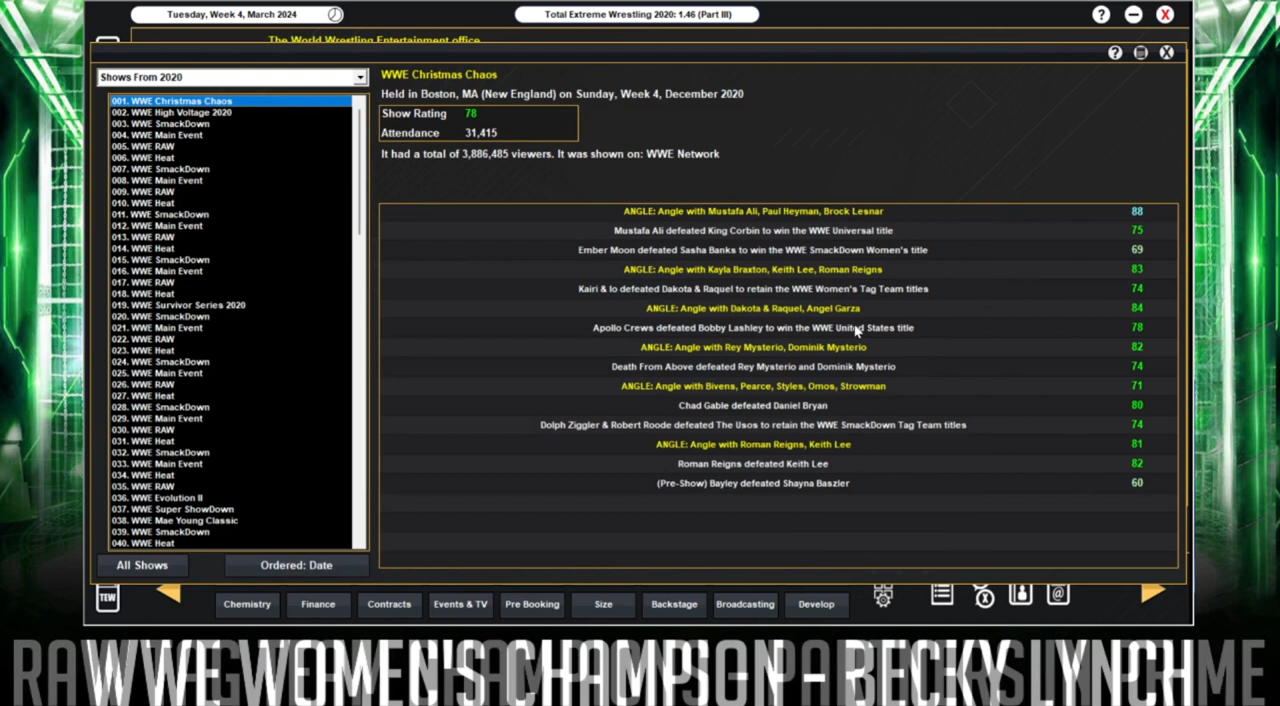 Tuesday, Week 4, March 2024
Total Extreme Wrestling 2020: 1.46 (Part III)
The World Wrestling Entertainment office
Shows From 2020
001. WWE Christmas Chaos
002. WWE High Voltage 2020
003. WWE SmackDown
004. WWE Main Event
005. WWE RAW
006. WWE Heat
007. WWE SmackDown
008. WWE Main Event
009. WWE RAW
010. WWE Heat
011. WWE SmackDown
012. WWE Main Event
013. WWE RAW
014. WWE Heat
015. WWE SmackDown
016. WWE Main Event
017. WWE RAW
018. WWE Heat
019. WWE Survivor Series 2020
020. WWE SmackDown
021. WWE Main Event
022. WWE RAW
023. WWE Heat
024. WWE SmackDown
025. WWE Main Event
026. WWE RAW
027. WWE Heat
028. WWE SmackDown
029. WWE Main Event
030. WWE RAW
031. WWE Heat
032. WWE SmackDown
033. WWE Main Event
034. WWE Heat
035. WWE RAW
036. WWE Evolution II
037. WWE Super ShowDown
038. WWE Mae Young Classic
039. WWE SmackDown
040. WWE Heat
All Shows
Ordered: Date
WWE Christmas Chaos
Held in Boston, MA (New England) on Sunday, Week 4, December 2020
Show Rating 78
Attendance 31,415
It had a total of 3,886,485 viewers. It was shown on: WWE Network
ANGLE: Angle with Mustafa Ali, Paul Heyman, Brock Lesnar 88
Mustafa Ali defeated King Corbin to win the WWE Universal title 75
Ember Moon defeated Sasha Banks to win the WWE SmackDown Women's title 69
ANGLE: Angle with Kayla Braxton, Keith Lee, Roman Reigns 83
Kairi & Io defeated Dakota & Raquel to retain the WWE Women's Tag Team titles 74
ANGLE: Angle with Dakota & Raquel, Angel Garza 84
Apollo Crews defeated Bobby Lashley to win the WWE United States title 78
ANGLE: Angle with Rey Mysterio, Dominik Mysterio 82
Death From Above defeated Rey Mysterio and Dominik Mysterio 74
ANGLE: Angle with Bivens, Pearce, Styles, Omos, Strowman 71
Chad Gable defeated Daniel Bryan 80
Dolph Ziggler & Robert Roode defeated The Usos to retain the WWE SmackDown Tag Team titles 74
ANGLE: Angle with Roman Reigns, Keith Lee 81
Roman Reigns defeated Keith Lee 82
(Pre-Show) Bayley defeated Shayna Baszler 60
TEW
Chemistry
Finance
Contracts
Events & TV
Pre Booking
Size
Backstage
Broadcasting
Develop